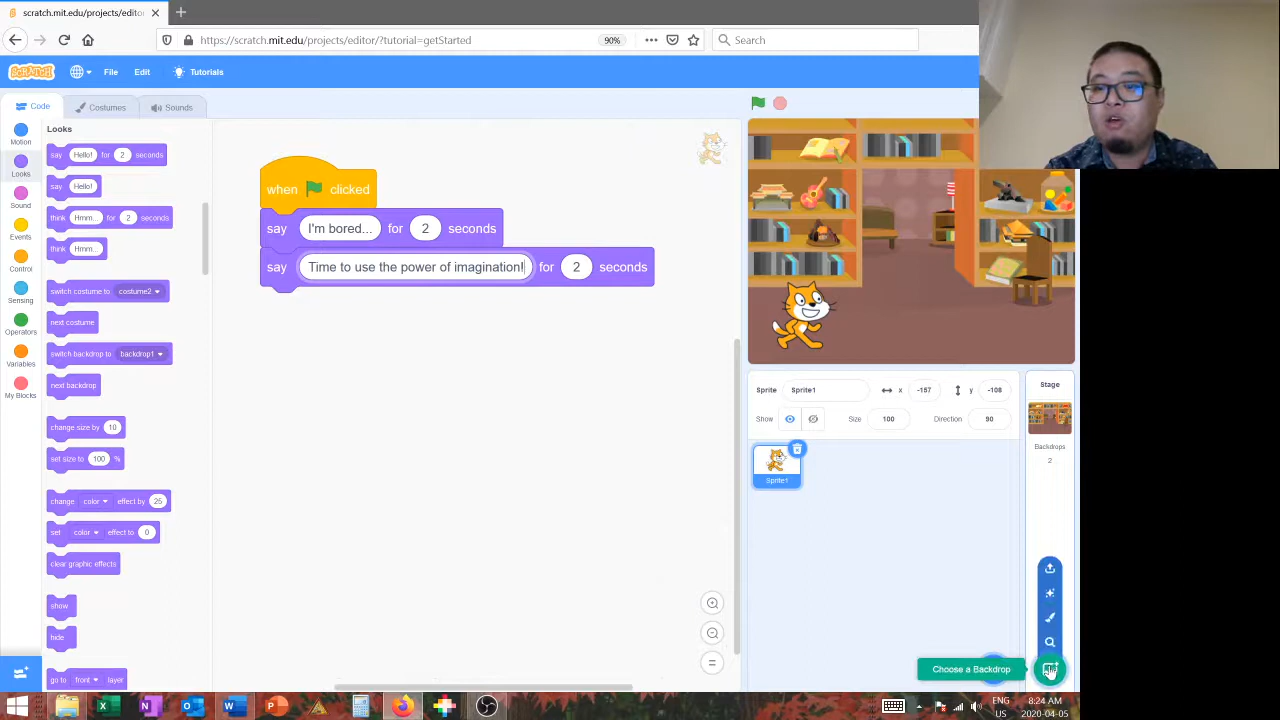 scratch.mit.edu/projects/editor
https://scratch.mit.edu/projects/editor/?tutorial=getStarted
90%
Search
SCRATCH
File
Edit
Tutorials
Code
Costumes
Sounds
Motion
Looks
Sound
Events
Control
Sensing
Operators
Variables
My Blocks
Looks
say Hello! for 2 seconds
say Hello!
think Hmm... for 2 seconds
think Hmm...
switch costume to costume2
next costume
switch backdrop to backdrop1
next backdrop
change size by 10
set size to 100 %
change color effect by 25
set color effect to 0
clear graphic effects
show
hide
go to front layer
when clicked
say I'm bored... for 2 seconds
say Time to use the power of imagination! for 2 seconds
Sprite Sprite1 x -157 y -108
Show Size 100 Direction 90
Sprite1
Stage
Backdrops
2
Choose a Backdrop
ENG
US
8:24 AM
2020-04-05